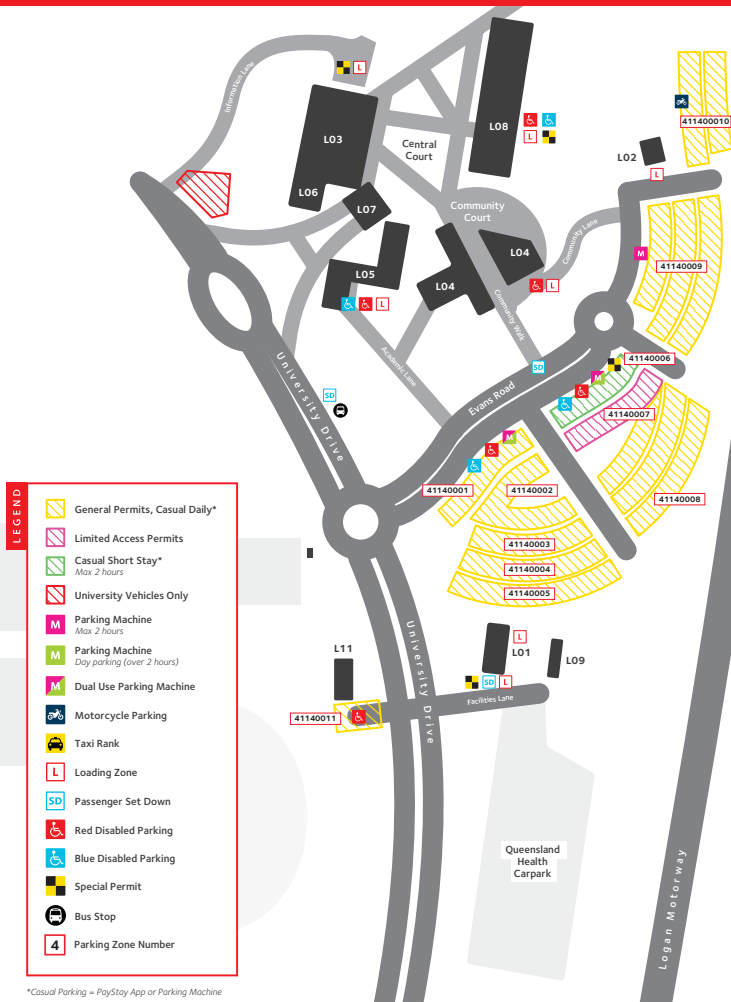 Information Lane
L
L03
L06
L07
L08
L
Central
Court
411400010
L02
L
Community
Court
Community Lane
L04
L04
L
L05
L
M
41140009
Community Walk
Academic Lane
SD
Evans Road
41140006
M
41140007
SD
University Drive
M
41140001
41140002
41140008
41140003
41140004
41140005
LEGEND
General Permits, Casual Daily*
Limited Access Permits
Casual Short Stay*
Max 2 hours
University Vehicles Only
M
Parking Machine
Max 2 hours
M
Parking Machine
Day parking (over 2 hours)
M
Dual Use Parking Machine
Motorcycle Parking
Taxi Rank
L
Loading Zone
SD
Passenger Set Down
Red Disabled Parking
Blue Disabled Parking
Special Permit
Bus Stop
4
Parking Zone Number
University Drive
L01
L
L09
SD
L
L11
Facilities Lane
41140011
Queensland
Health
Carpark
Logan Motorway
*Casual Parking = PayStay App or Parking Machine